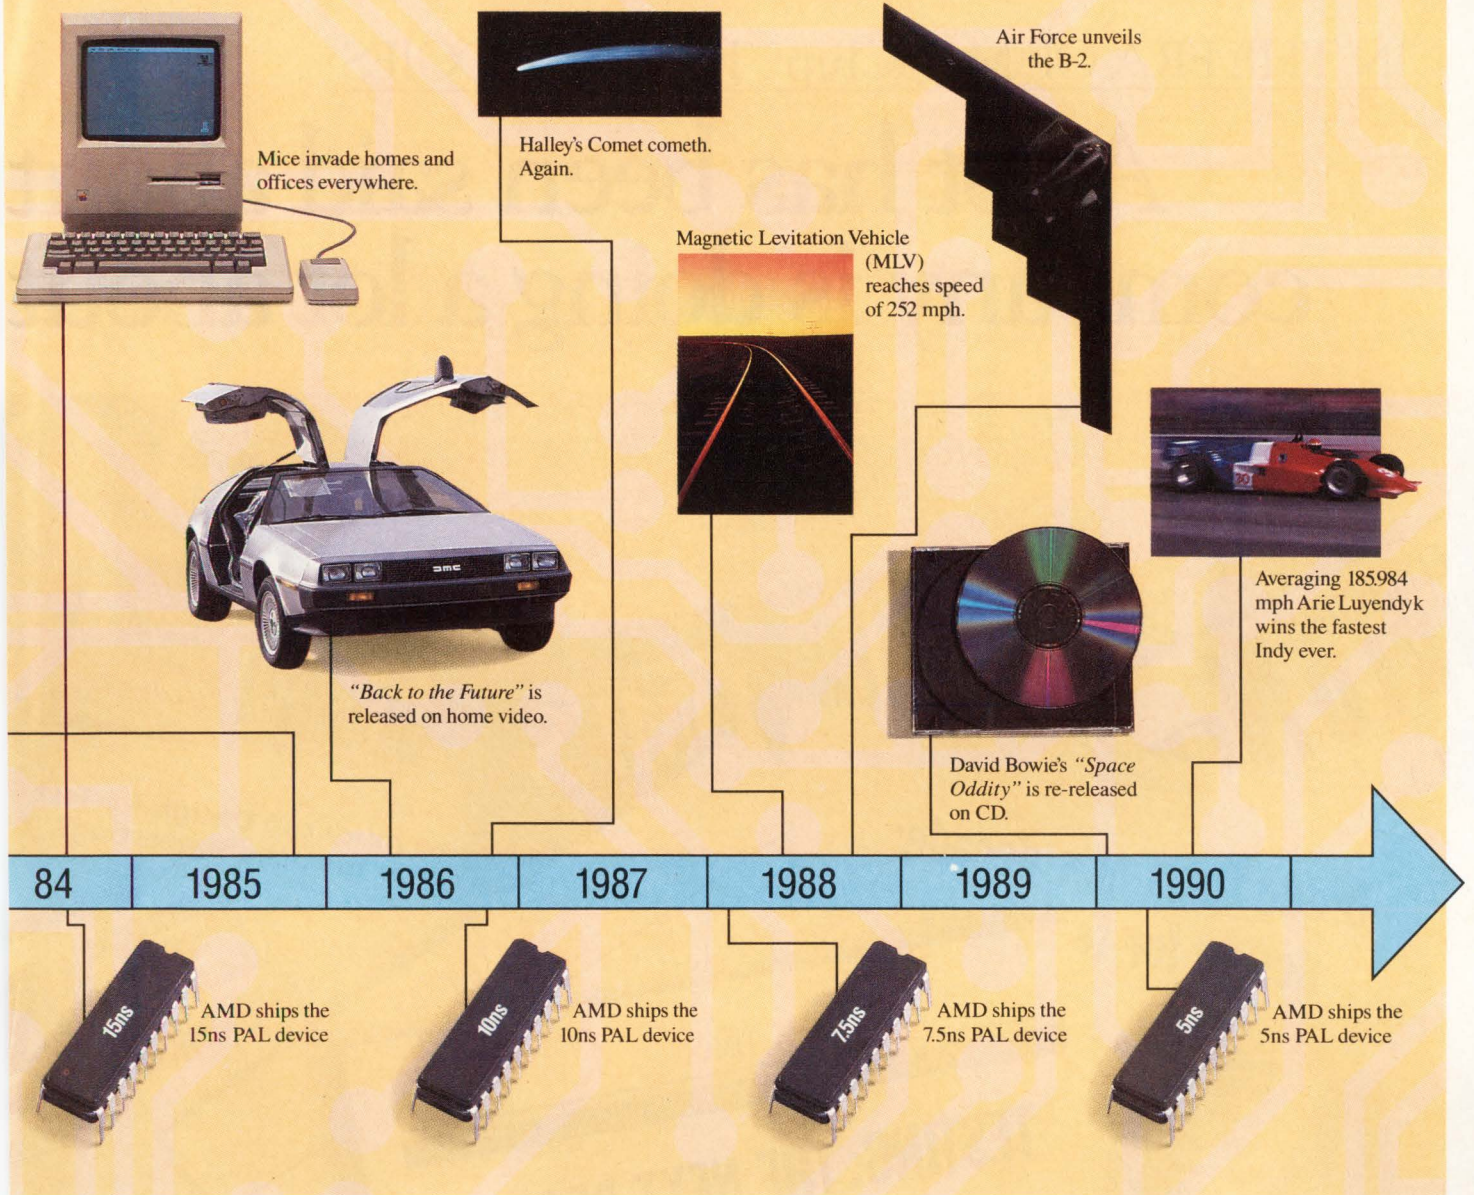 Mice invade homes and
offices everywhere.
Halley's Comet cometh.
Again.
Air Force unveils
the B-2.
Magnetic Levitation Vehicle
(MLV)
reaches speed
of 252 mph.
DMC
"Back to the Future" is
released on home video.
Averaging 185.984
mph Arie Luyendyk
wins the fastest
Indy ever.
30
David Bowie's "Space
Oddity" is re-released
on CD.
84 1985 1986 1987 1988 1989 1990
15ns
AMD ships the
15ns PAL device
10ns
AMD ships the
10ns PAL device
7.5ns
AMD ships the
7.5ns PAL device
5ns
AMD ships the
5ns PAL device